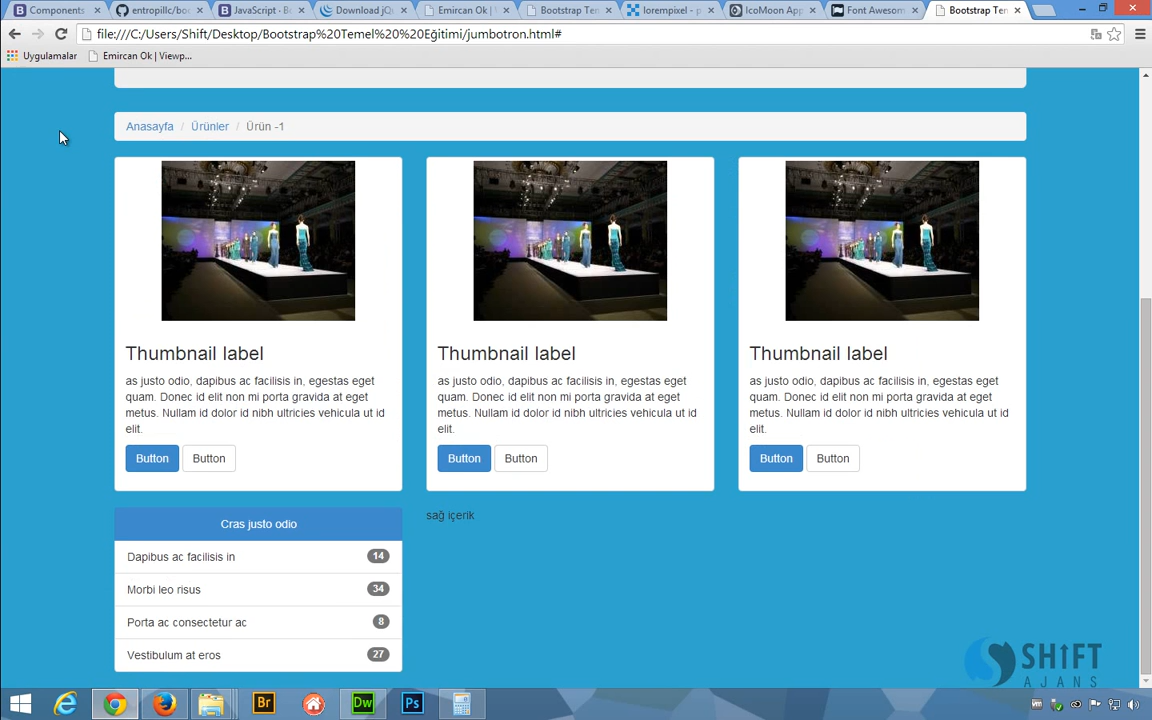 Components
entropillc/boo
JavaScript · Bo
Download jQ
Emircan Ok |
Bootstrap Ten
lorempixel - p
IcoMoon App
Font Awesom
Bootstrap Ten
file:///C:/Users/Shift/Desktop/Bootstrap%20Temel%20%20Eğitimi/jumbotron.html#
Uygulamalar
Emircan Ok | Viewp...
Anasayfa / Ürünler / Ürün -1
Thumbnail label
as justo odio, dapibus ac facilisis in, egestas eget
quam. Donec id elit non mi porta gravida at eget
metus. Nullam id dolor id nibh ultricies vehicula ut id
elit.
Button Button
Thumbnail label
as justo odio, dapibus ac facilisis in, egestas eget
quam. Donec id elit non mi porta gravida at eget
metus. Nullam id dolor id nibh ultricies vehicula ut id
elit.
Button Button
Thumbnail label
as justo odio, dapibus ac facilisis in, egestas eget
quam. Donec id elit non mi porta gravida at eget
metus. Nullam id dolor id nibh ultricies vehicula ut id
elit.
Button Button
Cras justo odio
Dapibus ac facilisis in 14
Morbi leo risus 34
Porta ac consectetur ac 8
Vestibulum at eros 27
sağ içerik
SHIFT
AJANS
Br
Dw
Ps